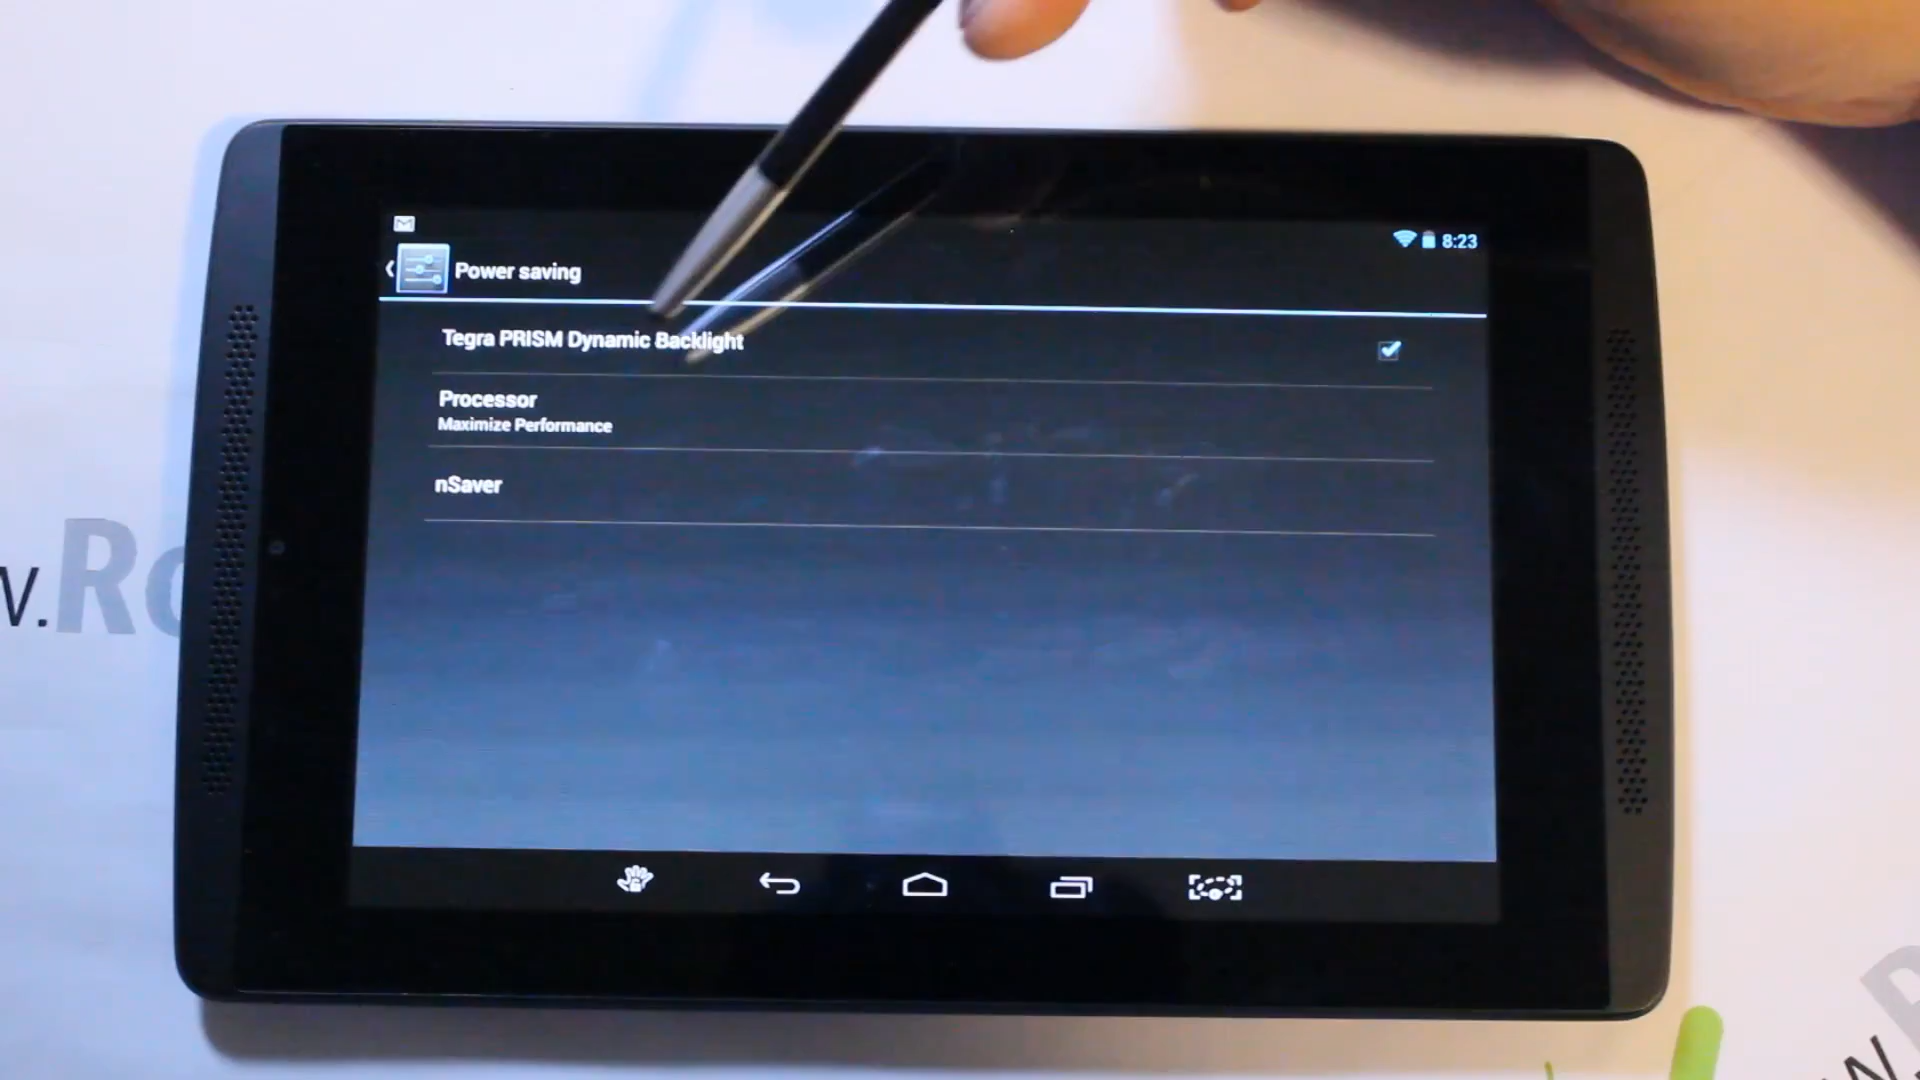 8:23
Power saving
Tegra PRISM Dynamic Backlight
Processor
Maximize Performance
nSaver